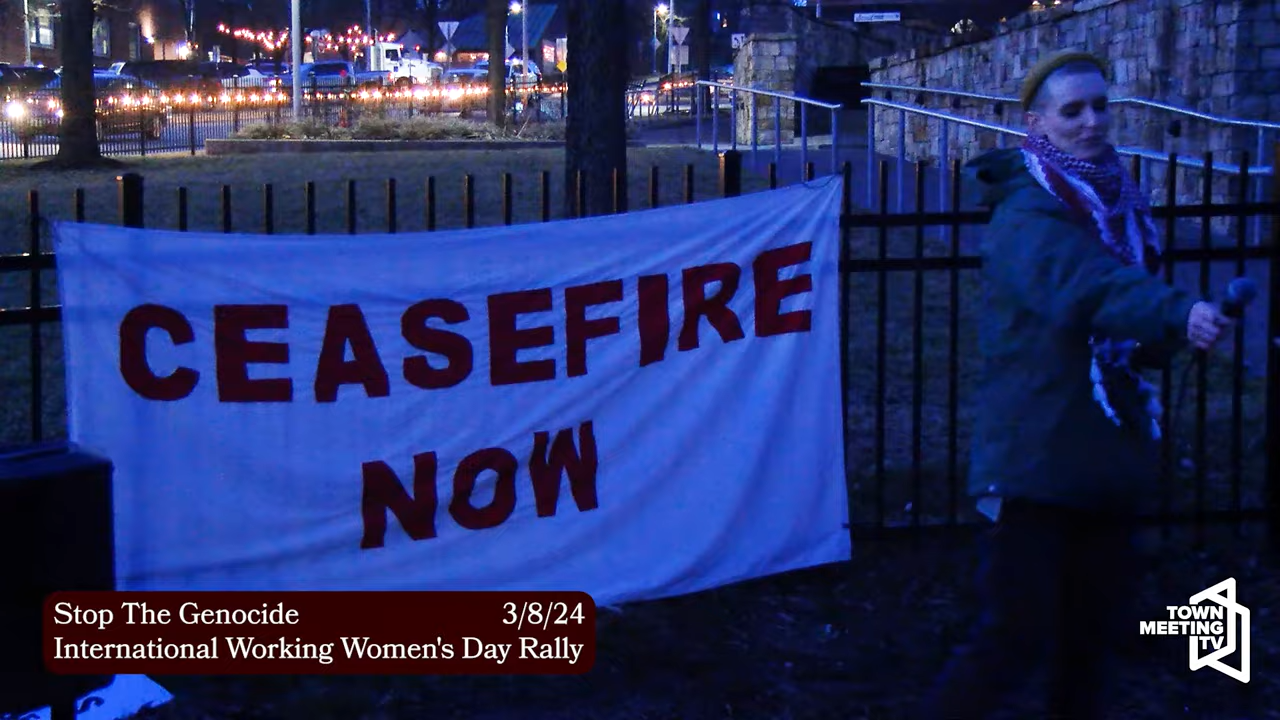 CEASEFIRE
NOW
Stop The Genocide 3/8/24
International Working Women's Day Rally
TOWN
MEETING
TV